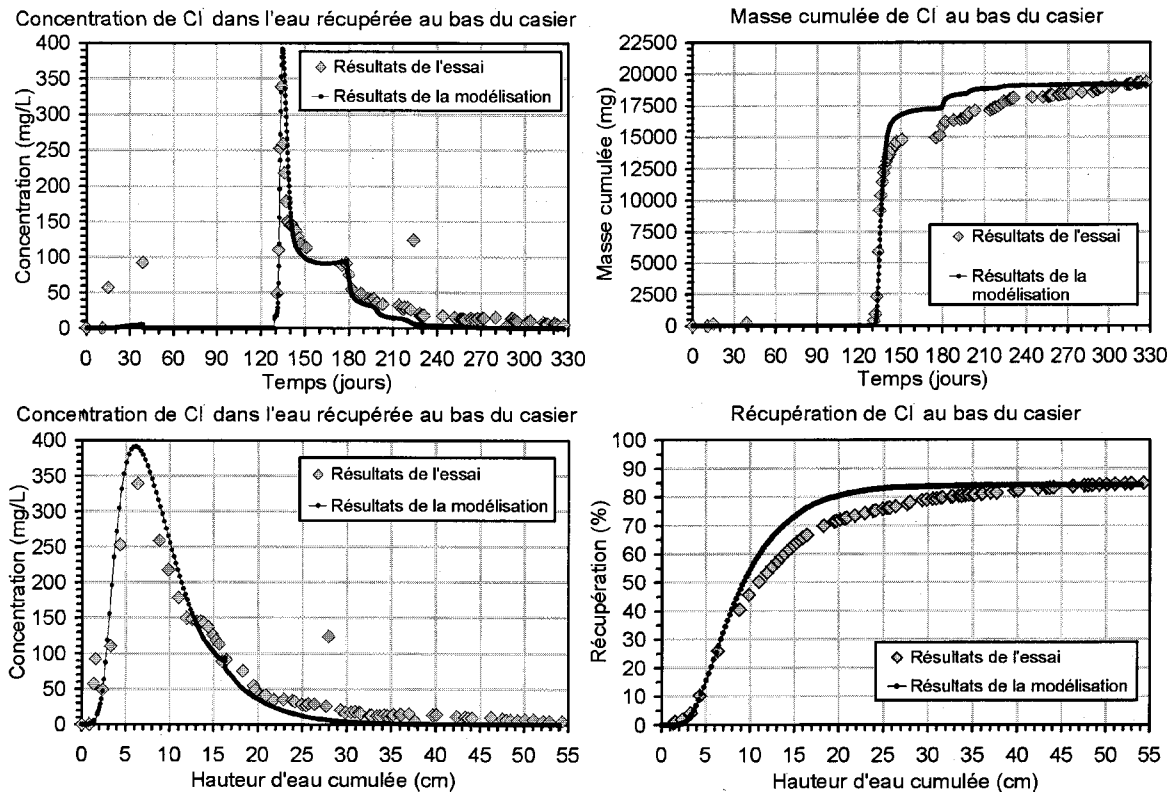 Concentration de Cl dans l'eau récupérée au bas du casier
400
350
300
250
200
150
100
50
0
Concentration (mg/L)
Résultats de l'essai
Résultats de la modélisation
0 30 60 90 120 150 180 210 240 270 300 330
Temps (jours)
Masse cumulée de Cl au bas du casier
22500
20000
17500
15000
12500
10000
7500
5000
2500
0
Masse cumulée (mg)
Résultats de l'essai
Résultats de la
modélisation
0 30 60 90 120 150 180 210 240 270 300 330
Temps (jours)
Concentration de Cl dans l'eau récupérée au bas du casier
400
350
300
250
200
150
100
50
0
Concentration (mg/L)
Résultats de l'essai
Résultats de la modélisation
0 5 10 15 20 25 30 35 40 45 50 55
Hauteur d'eau cumulée (cm)
Récupération de Cl au bas du casier
100
90
80
70
60
50
40
30
20
10
0
Récupération (%)
Résultats de l'essai
Résultats de la modélisation
0 5 10 15 20 25 30 35 40 45 50 55
Hauteur d'eau cumulée (cm)